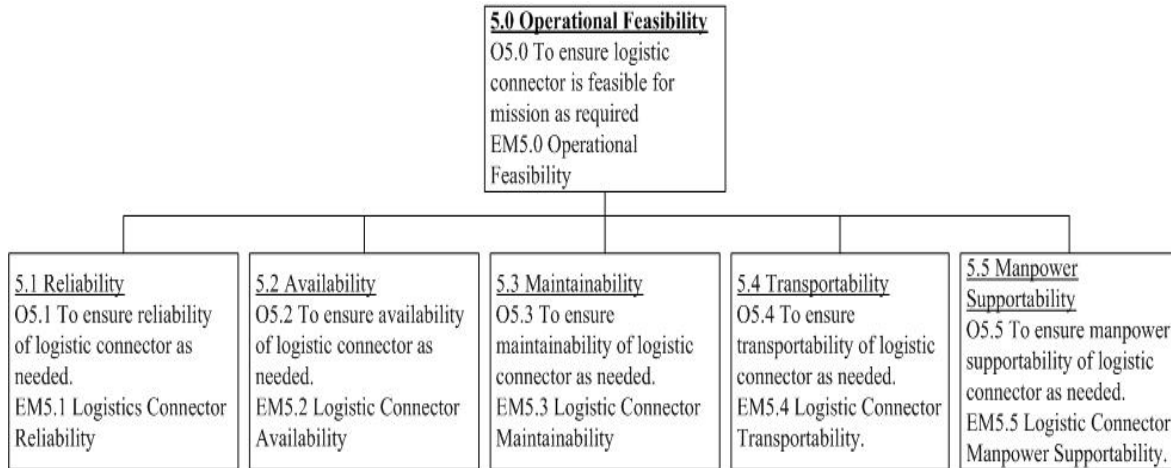 5.0 Operational Feasibility
O5.0 To ensure logistic
connector is feasible for
mission as required
EM5.0 Operational
Feasibility
5.1 Reliability
O5.1 To ensure reliability
of logistic connector as
needed.
EM5.1 Logistics Connector
Reliability
5.2 Availability
O5.2 To ensure availability
of logistic connector as
needed.
EM5.2 Logistic Connector
Availability
5.3 Maintainability
O5.3 To ensure
maintainability of logistic
connector as needed.
EM5.3 Logistic Connector
Maintainability
5.4 Transportability
O5.4 To ensure
transportability of logistic
connector as needed.
EM5.4 Logistic Connector
Transportability.
5.5 Manpower
Supportability
O5.5 To ensure manpower
supportability of logistic
connector as needed.
EM5.5 Logistic Connector
Manpower Supportability.